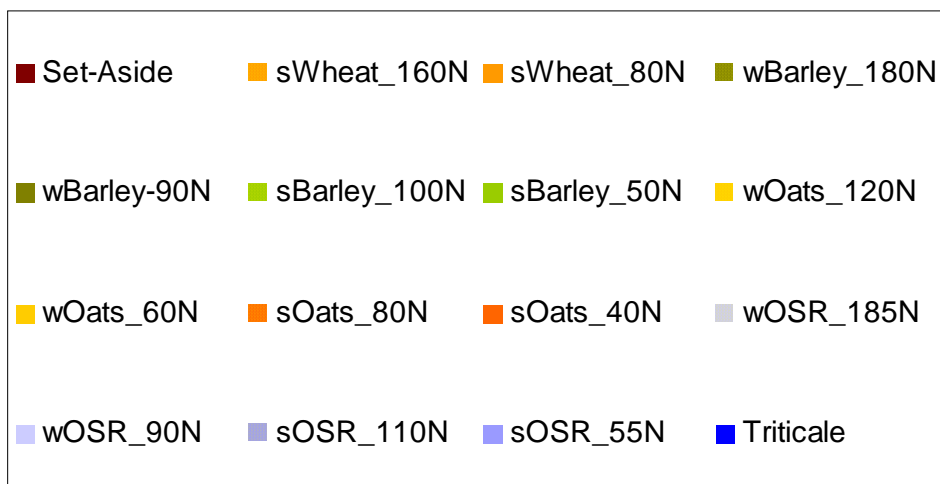 Set-Aside sWheat_160N sWheat_80N wBarley_180N
wBarley-90N sBarley_100N sBarley_50N wOats_120N
wOats_60N sOats_80N sOats_40N wOSR_185N
wOSR_90N sOSR_110N sOSR_55N Triticale